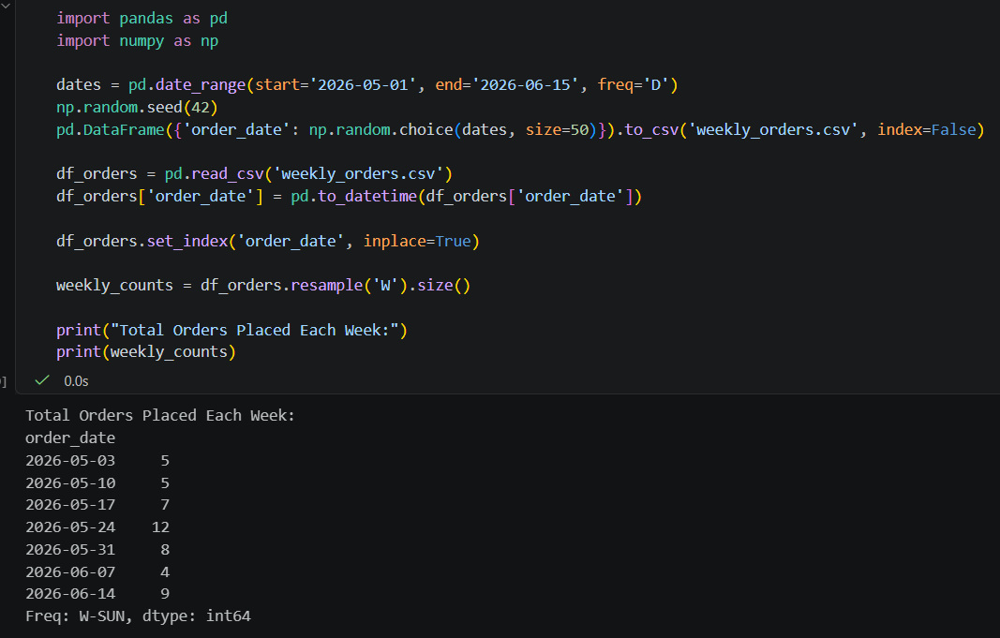 import pandas as pd
import numpy as np
dates = pd.date_range(start='2026-05-01', end='2026-06-15', freq='D')
np.random.seed(42)
pd.DataFrame({'order_date': np.random.choice(dates, size=50)}).to_csv('weekly_orders.csv', index=False)
df_orders = pd.read_csv('weekly_orders.csv')
df_orders['order_date'] = pd.to_datetime(df_orders['order_date'])
df_orders.set_index('order_date', inplace=True)
weekly_counts = df_orders.resample('W').size()
print("Total Orders Placed Each Week:")
print(weekly_counts)
] 0.0s
Total Orders Placed Each Week:
order_date
2026-05-03     5
2026-05-10     5
2026-05-17     7
2026-05-24    12
2026-05-31     8
2026-06-07     4
2026-06-14     9
Freq: W-SUN, dtype: int64